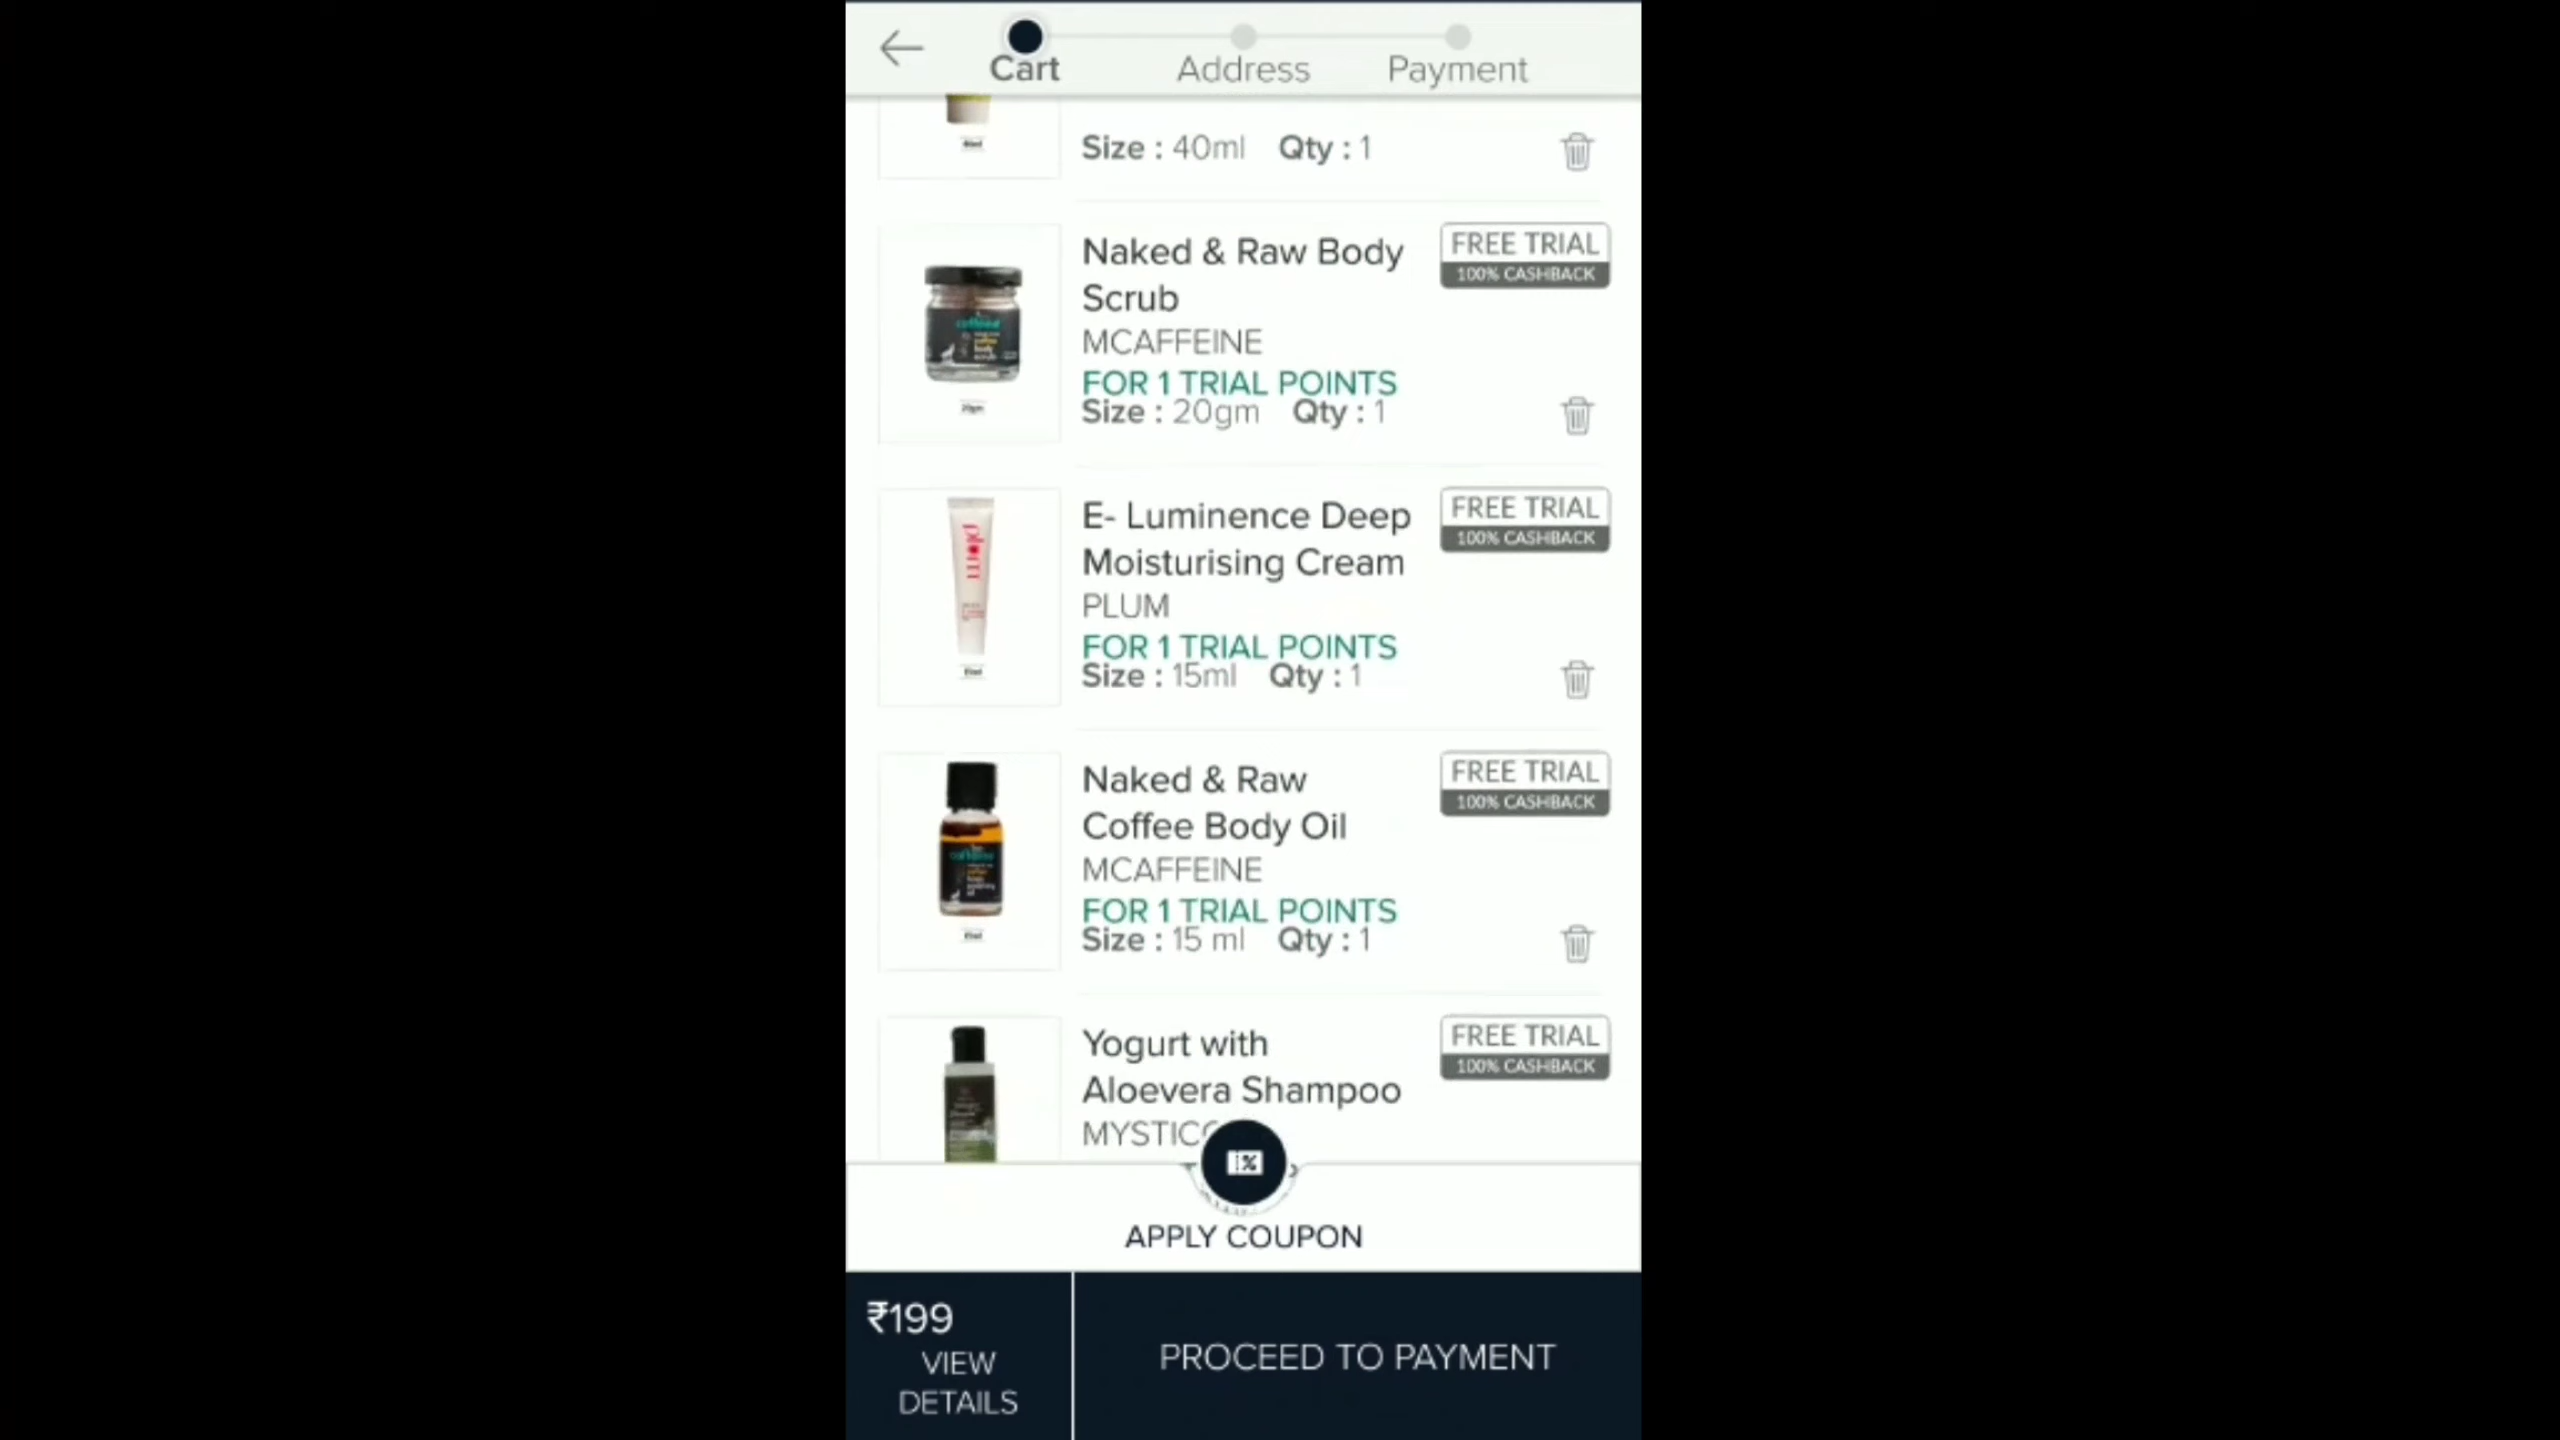 Cart
Address
Payment
Size : 40ml Qty : 1
Naked & Raw Body
Scrub
MCAFFEINE
FOR 1 TRIAL POINTS
Size : 20gm Qty : 1
FREE TRIAL
100% CASHBACK
20gm
E- Luminence Deep
Moisturising Cream
PLUM
FOR 1 TRIAL POINTS
Size : 15ml Qty : 1
FREE TRIAL
100% CASHBACK
plum
Naked & Raw
Coffee Body Oil
MCAFFEINE
FOR 1 TRIAL POINTS
Size : 15 ml Qty : 1
FREE TRIAL
100% CASHBACK
Yogurt with
Aloevera Shampoo
FREE TRIAL
100% CASHBACK
APPLY COUPON
₹199
VIEW
DETAILS
PROCEED TO PAYMENT